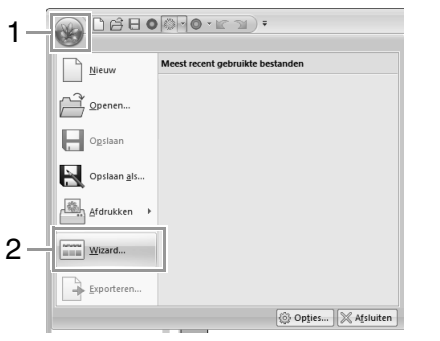 1
Meest recent gebruikte bestanden
Nieuw
Openen...
Opslaan
Opslaan als...
Afdrukken
2
Wizard...
Exporteren...
Opties...
Afsluiten